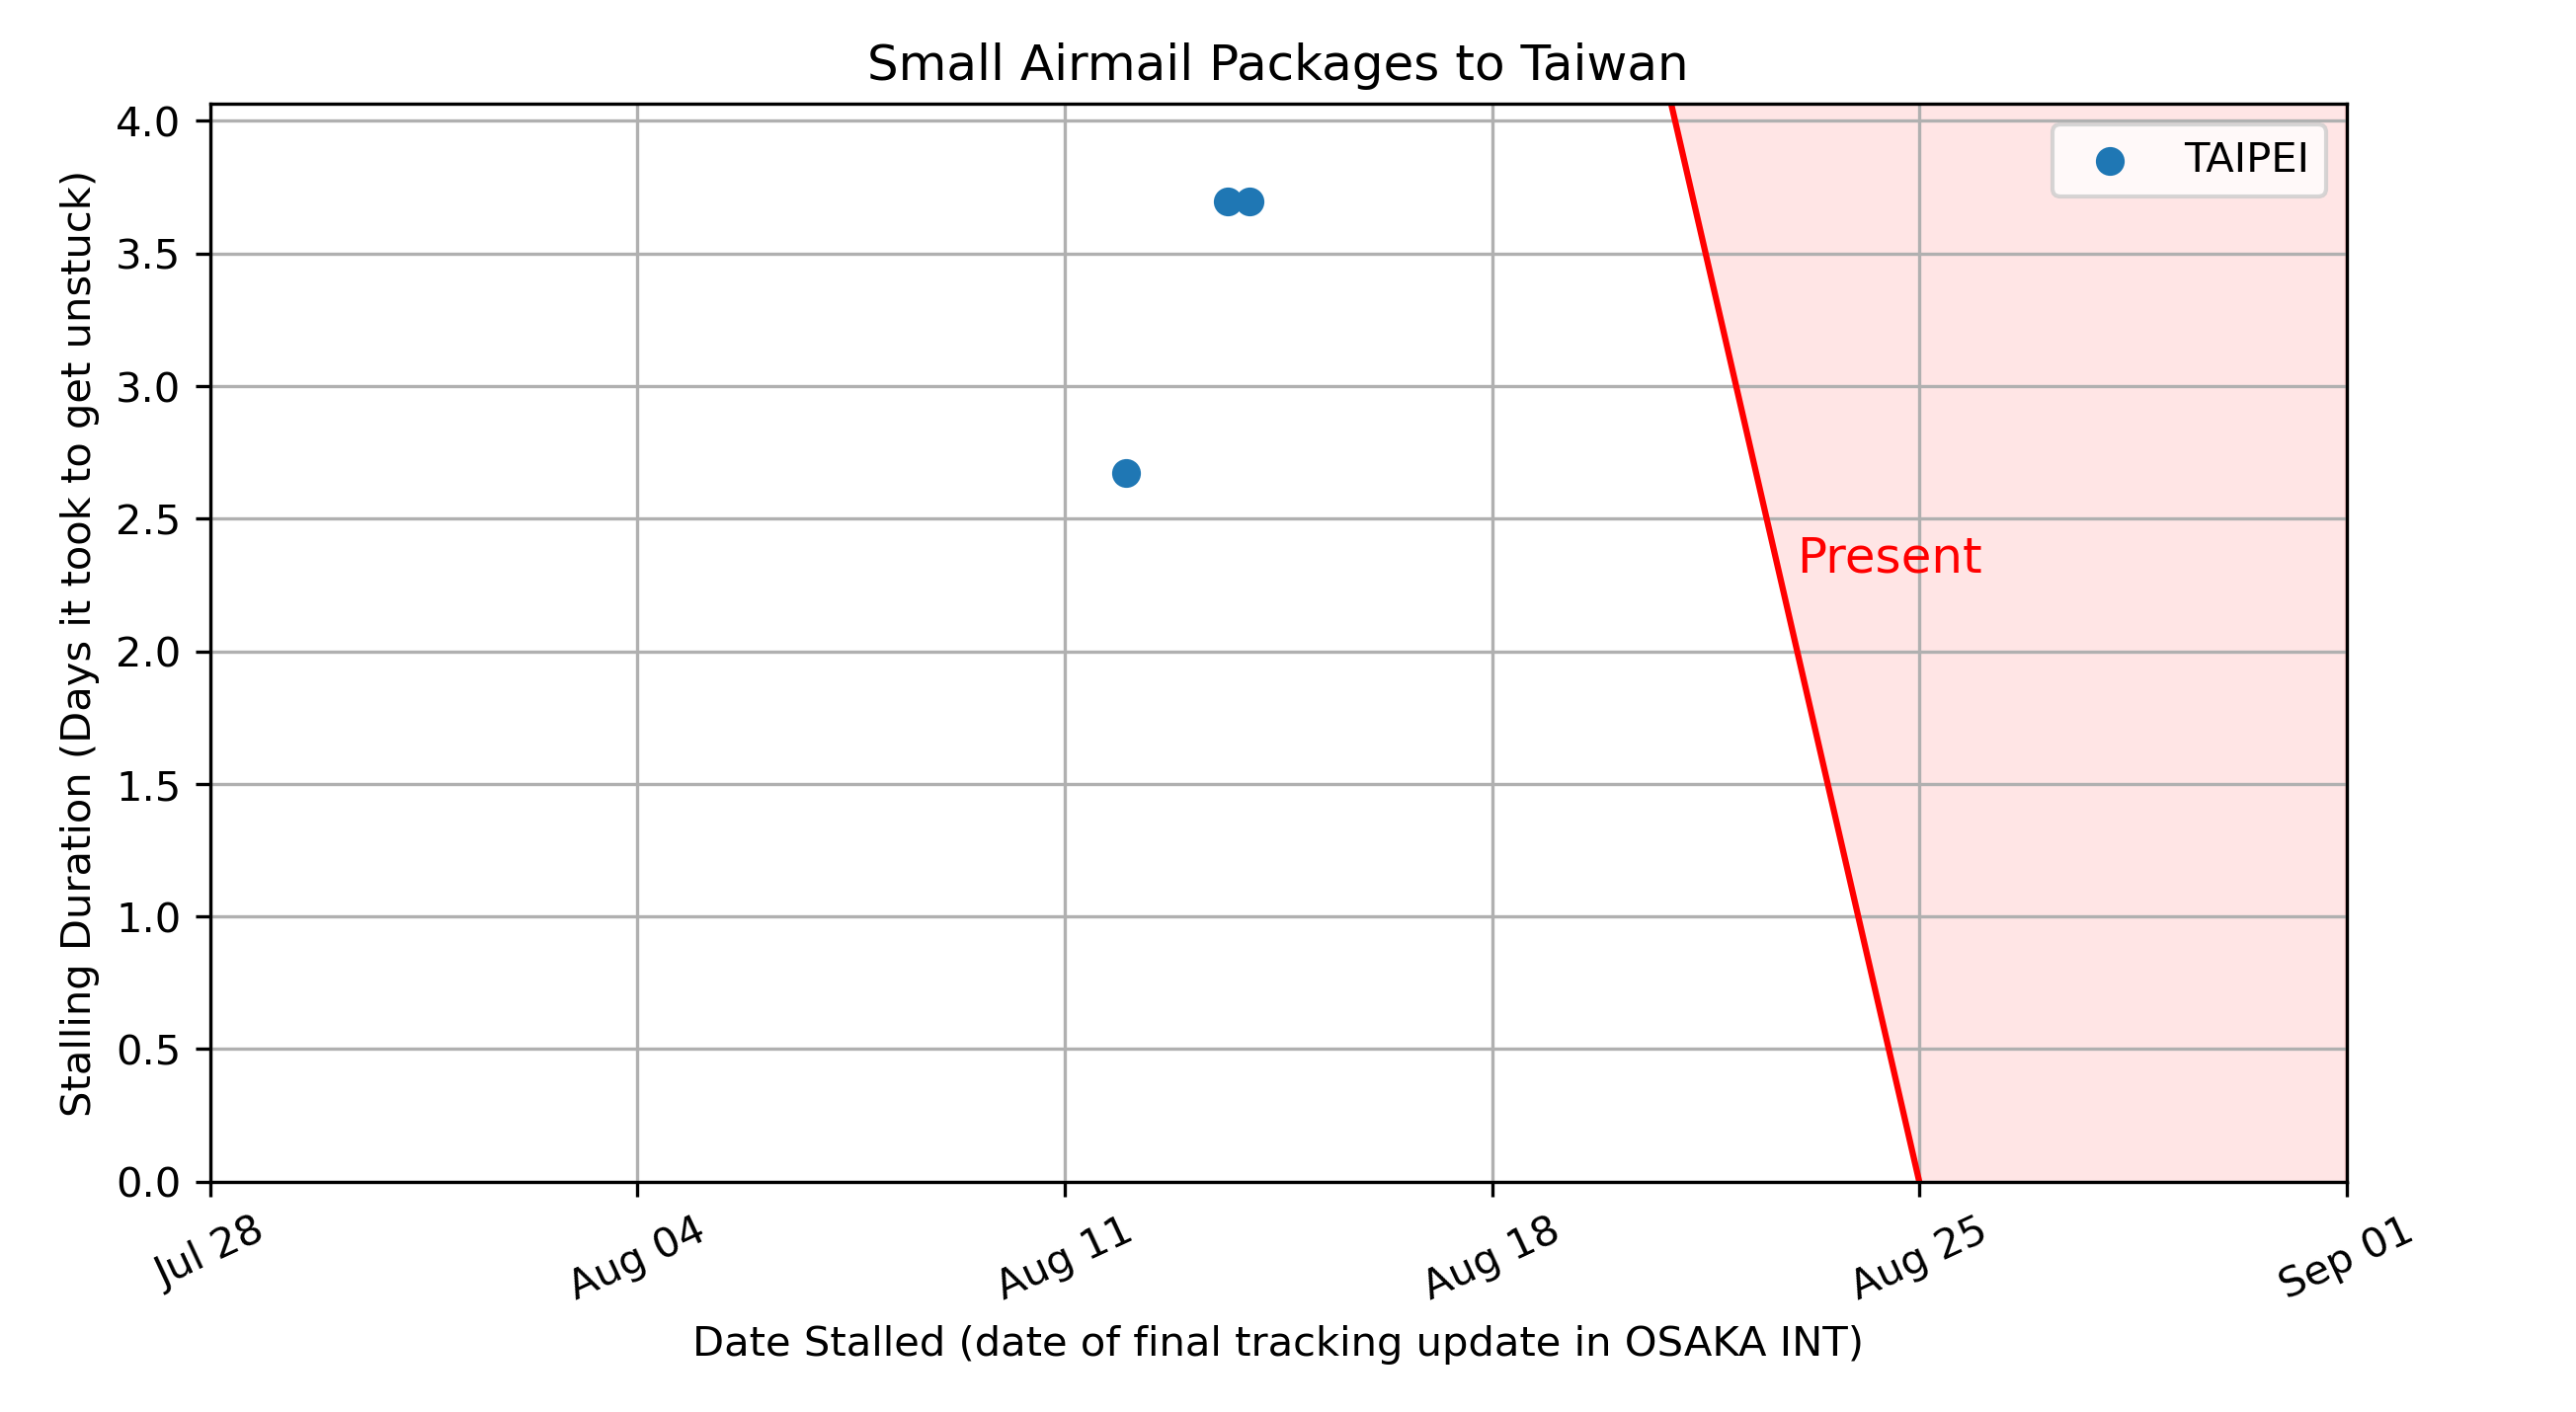 Small Airmail Packages to Taiwan
4.0
3.5
3.0
2.5
2.0
1.5
1.0
0.5
0.0
Stalling Duration (Days it took to get unstuck)
TAIPEI
Present
Jul 28
Aug 04
Aug 11
Aug 18
Aug 25
Sep 01
Date Stalled (date of final tracking update in OSAKA INT)